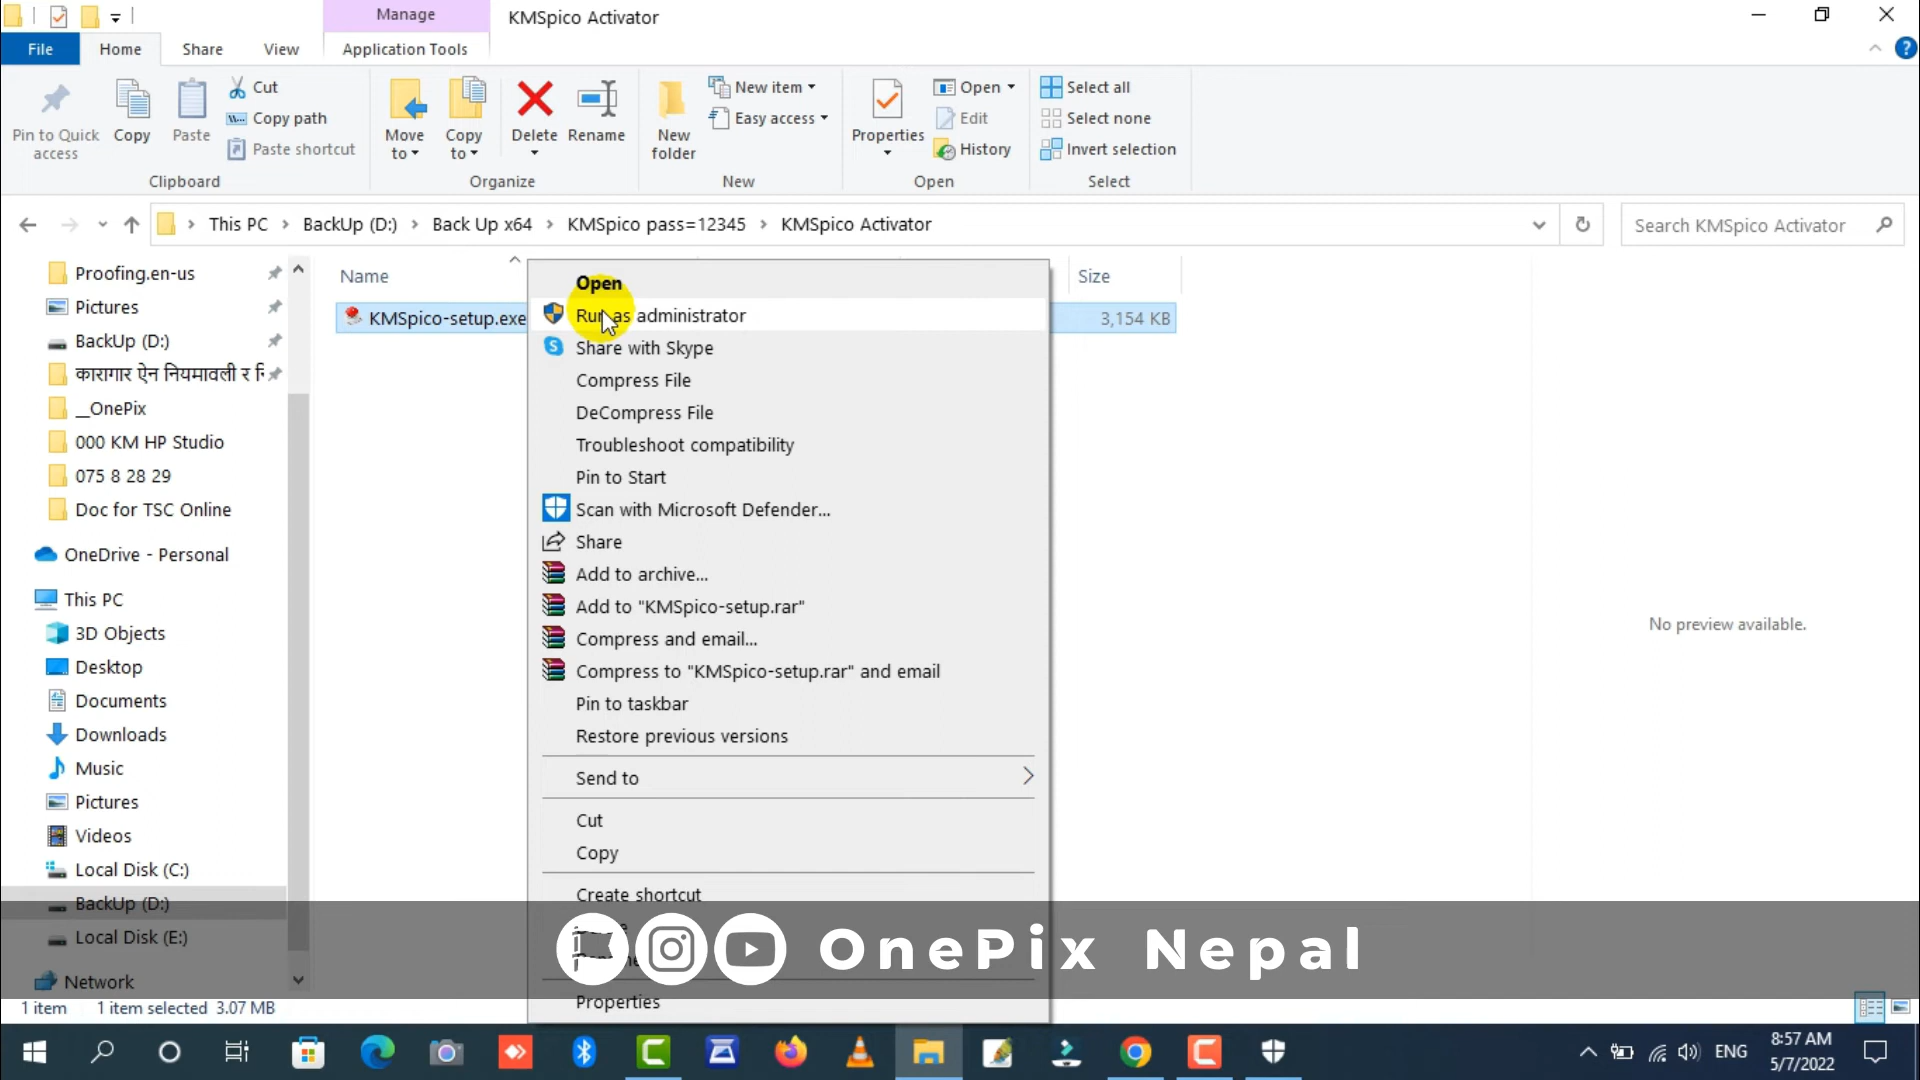 Manage
KMSpico Activator
File
Home
Share
View
Application Tools
Pin to Quick access
Copy
Paste
Cut
Copy path
Paste shortcut
Clipboard
Move to
Copy to
Delete
Rename
Organize
New folder
New item
Easy access
New
Properties
Open
Edit
History
Open
Select all
Select none
Invert selection
Select
This PC > BackUp (D:) > Back Up x64 > KMSpico pass=12345 > KMSpico Activator
Search KMSpico Activator
Proofing.en-us
Pictures
BackUp (D:)
कारागार ऐन नियमावली र
__OnePix
000 KM HP Studio
075 8 28 29
Doc for TSC Online
OneDrive - Personal
This PC
3D Objects
Desktop
Documents
Downloads
Music
Pictures
Videos
Local Disk (C:)
BackUp (D:)
Local Disk (E:)
Network
Name
Size
KMSpico-setup.exe
3,154 KB
Open
Run as administrator
Share with Skype
Compress File
DeCompress File
Troubleshoot compatibility
Pin to Start
Scan with Microsoft Defender...
Share
Add to archive...
Add to "KMSpico-setup.rar"
Compress and email...
Compress to "KMSpico-setup.rar" and email
Pin to taskbar
Restore previous versions
Send to
Cut
Copy
Create shortcut
Properties
No preview available.
OnePix Nepal
1 item
1 item selected 3.07 MB
ENG
8:57 AM
5/7/2022